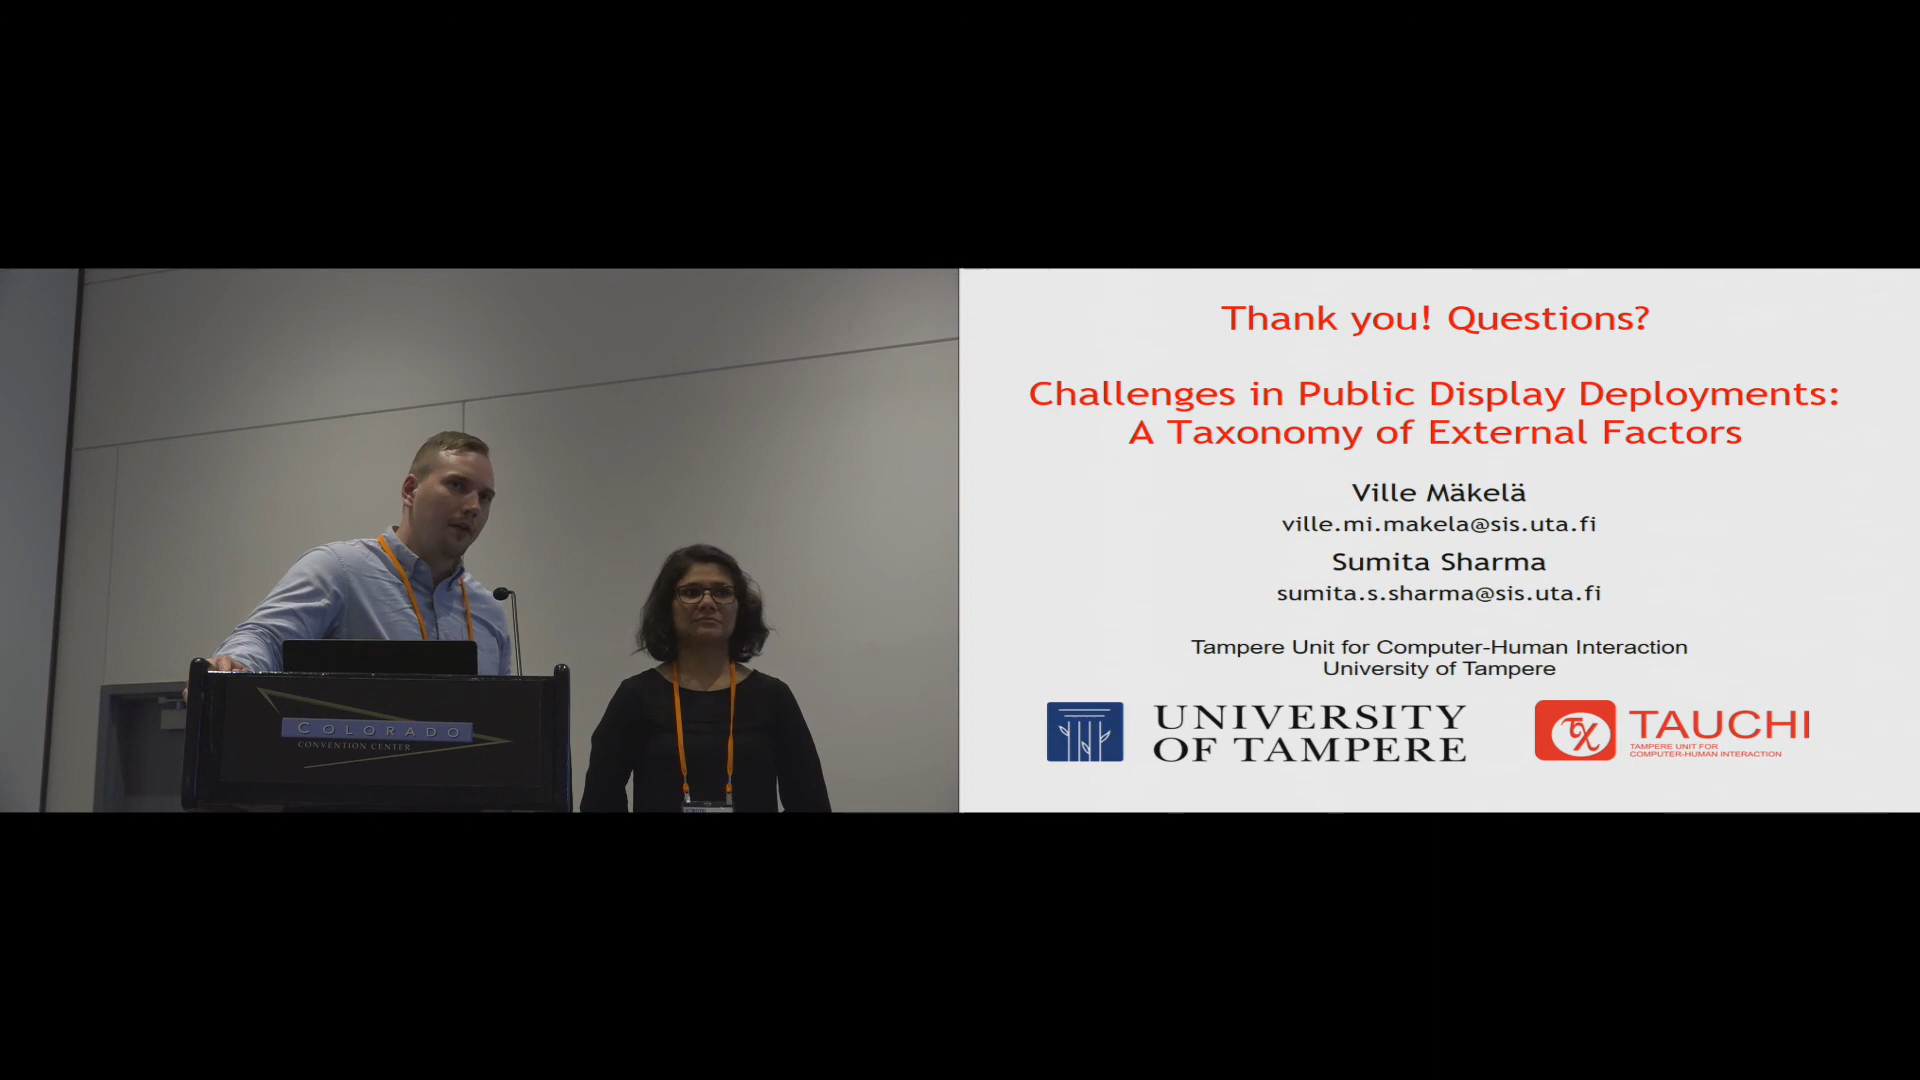 COLORADO
CONVENTION CENTER
Thank you! Questions?
Challenges in Public Display Deployments:
A Taxonomy of External Factors
Ville Mäkelä
ville.mi.makela@sis.uta.fi
Sumita Sharma
sumita.s.sharma@sis.uta.fi
Tampere Unit for Computer-Human Interaction
University of Tampere
UNIVERSITY
OF TAMPERE
TAUCHI
TAMPERE UNIT FOR
COMPUTER-HUMAN INTERACTION